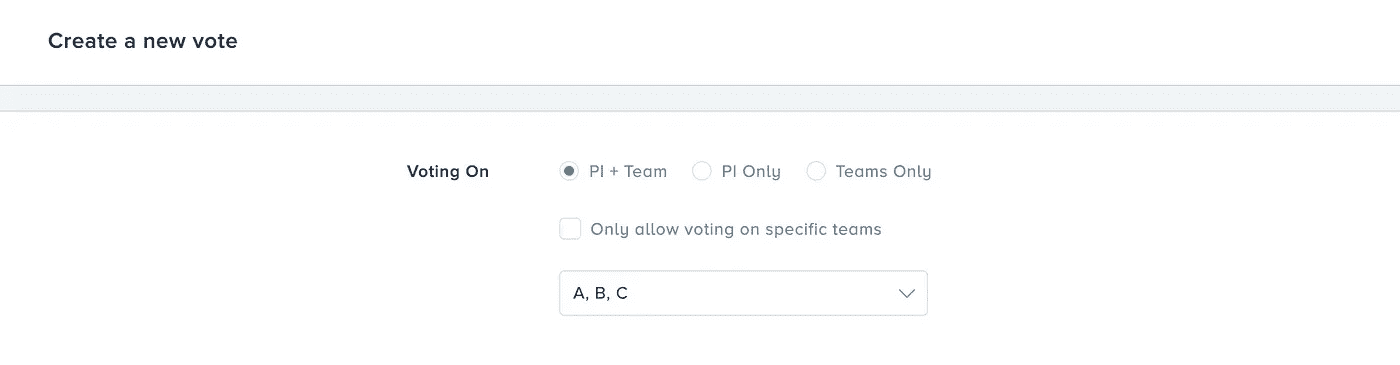 Create a new vote
Voting On PI + Team PI Only Teams Only
Only allow voting on specific teams
A, B, C